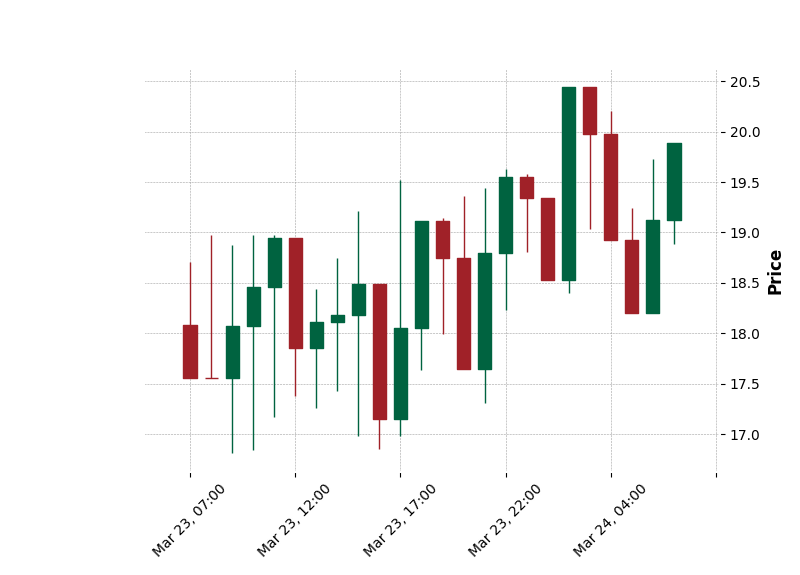 20.5
20.0
19.5
19.0
18.5
18.0
17.5
17.0
Price
Mar 23, 07:00
Mar 23, 12:00
Mar 23, 17:00
Mar 23, 22:00
Mar 24, 04:00